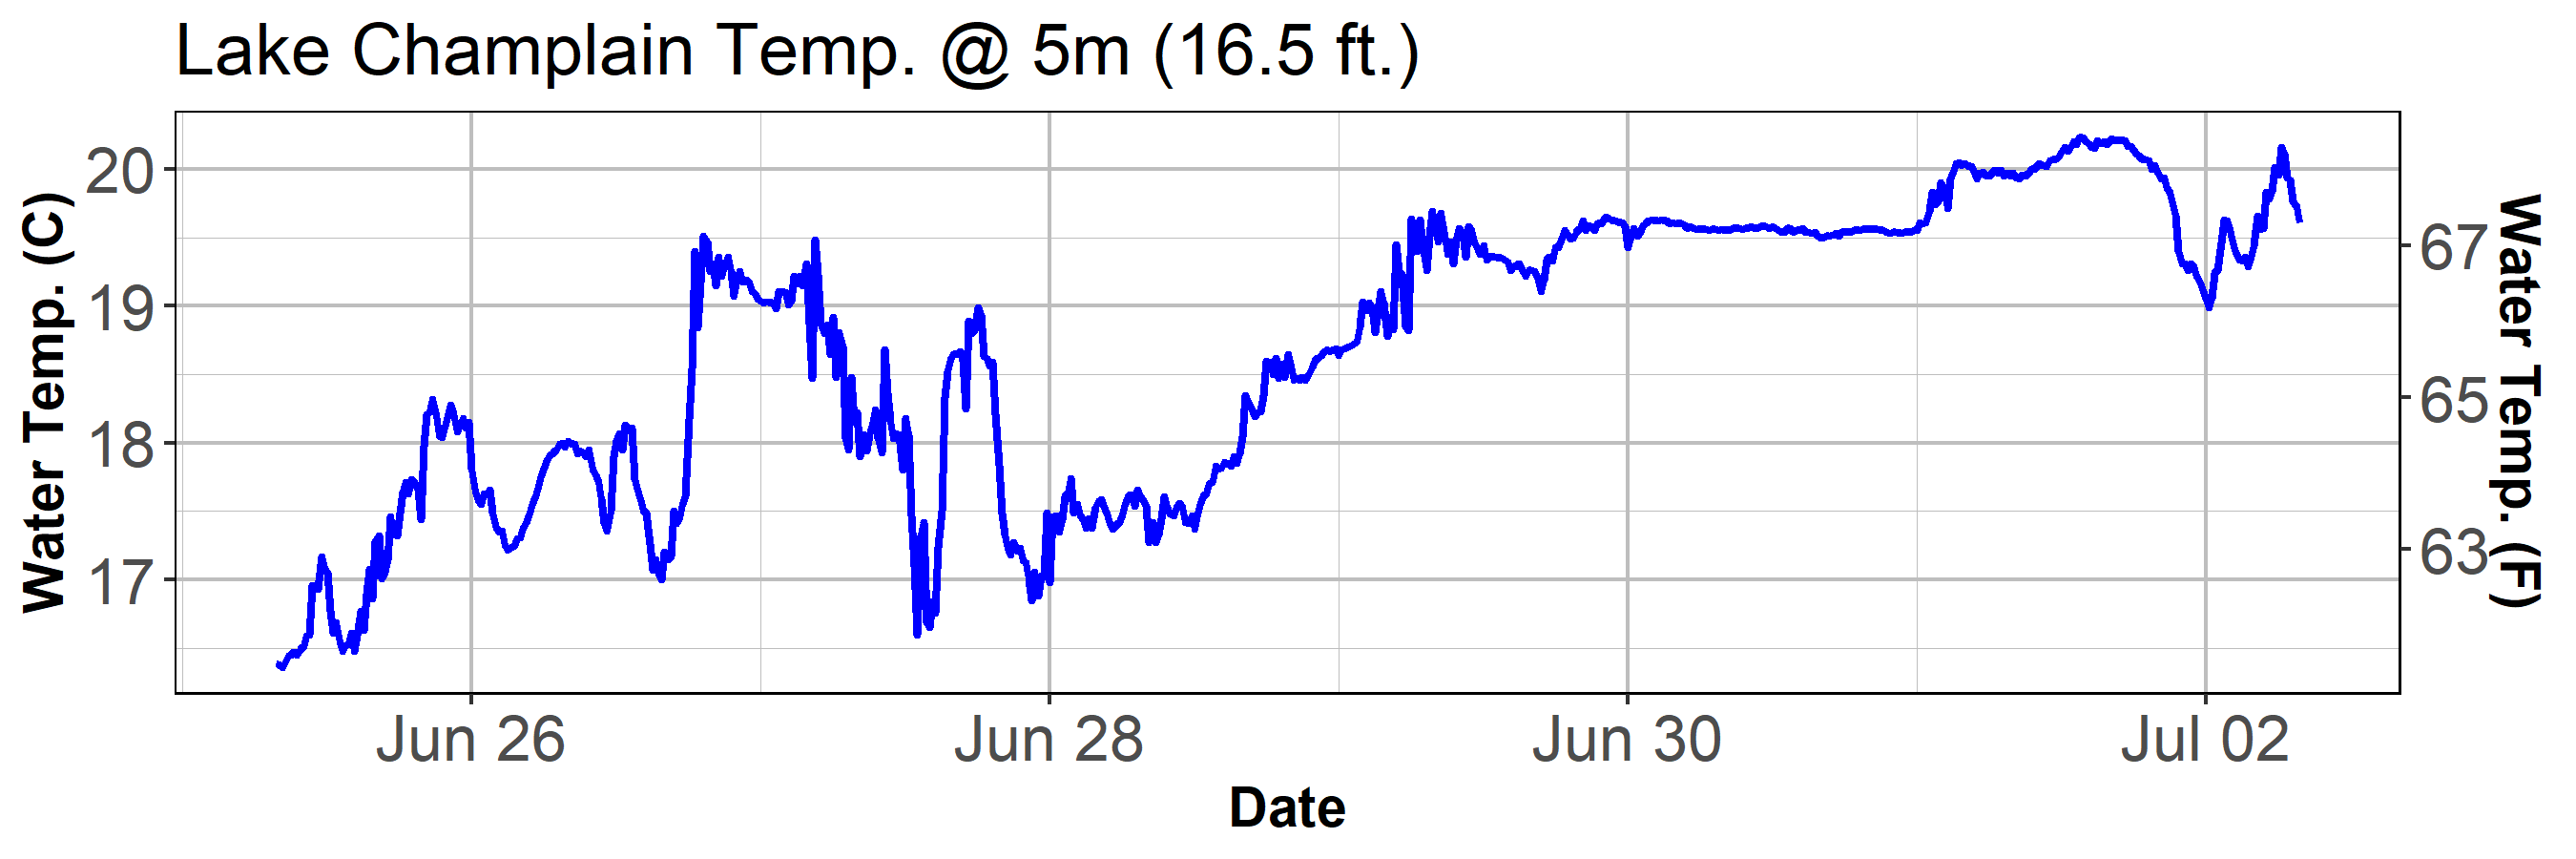 Lake Champlain Temp. @ 5m (16.5 ft.)
Water Temp. (C)
20
19
18
17
67
65
63
Water Temp. (F)
Jun 26 Jun 28 Jun 30 Jul 02
Date